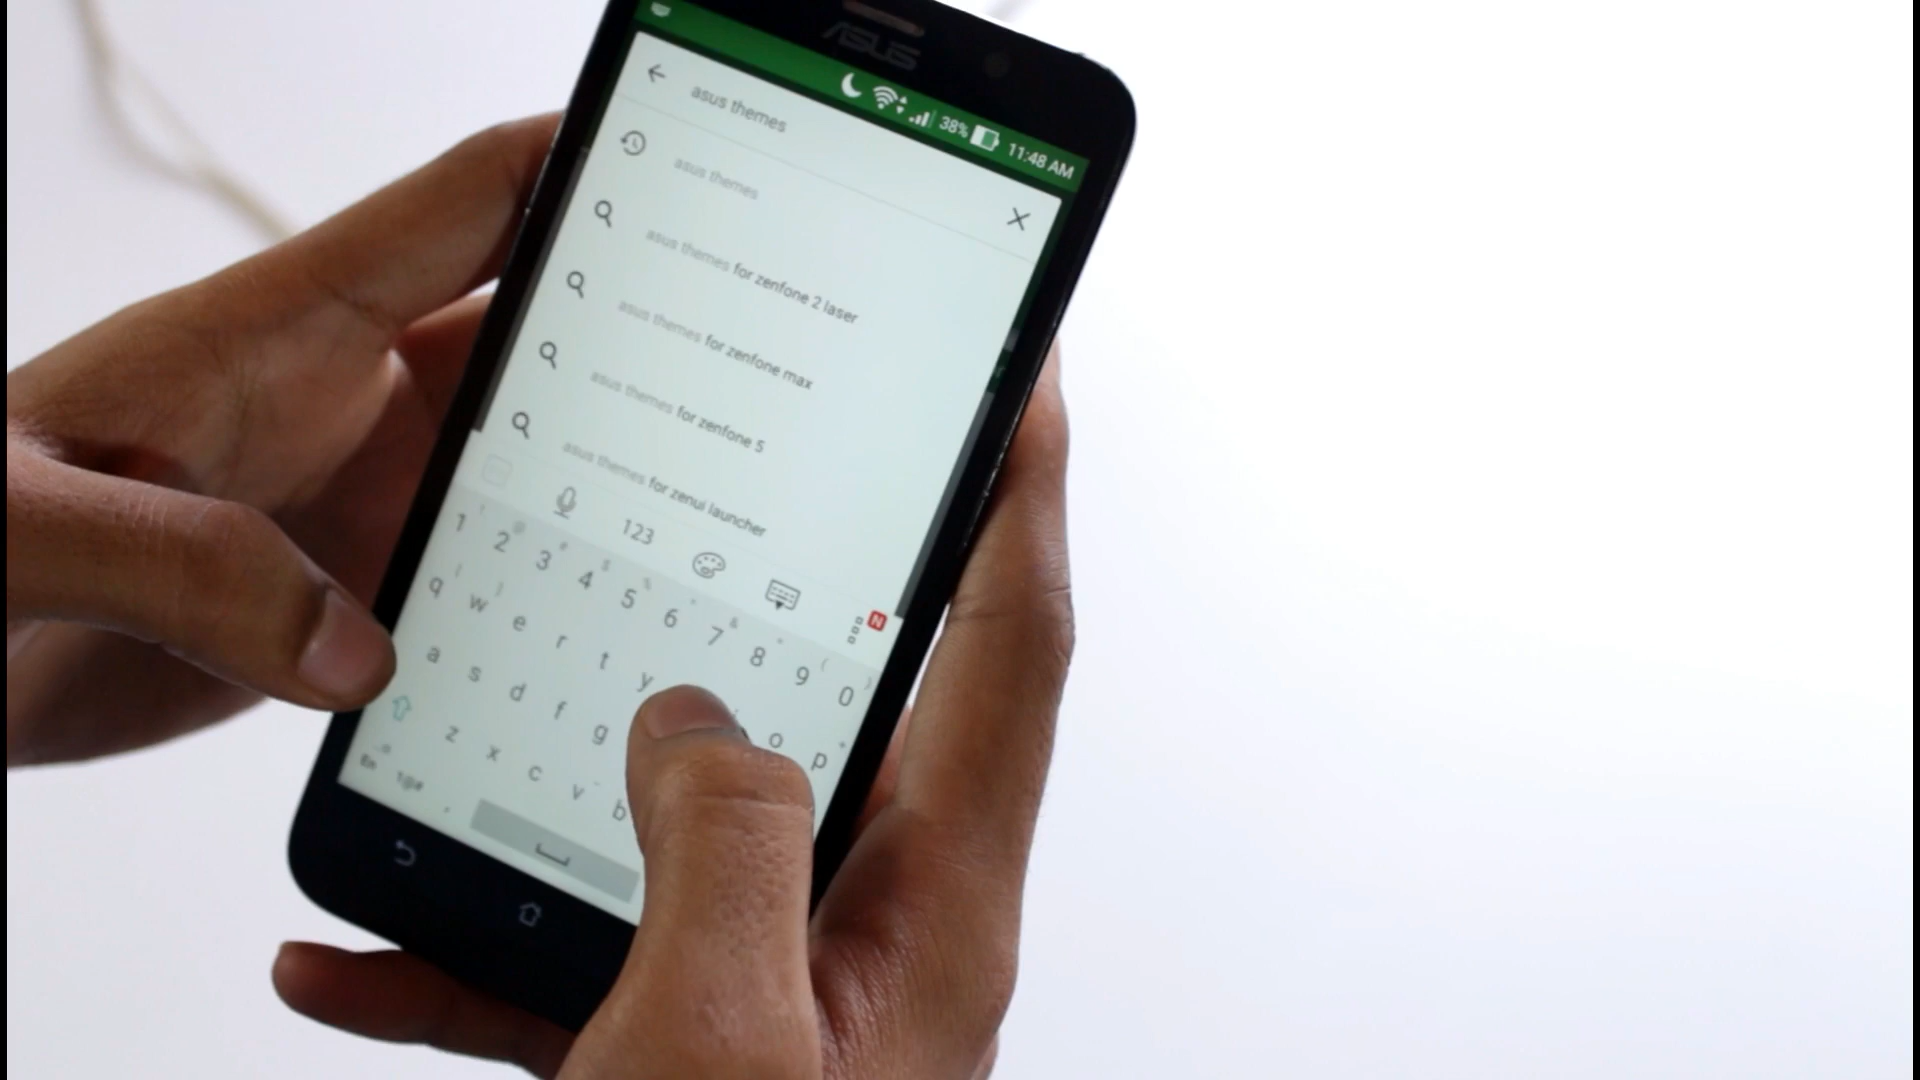 ASUS
38% 11:48 AM
asus themes
asus themes
asus themes for zenfone 2 laser
asus themes for zenfone max
asus themes for zenfone 5
asus themes for zenui launcher
123
N
1 2 3 4 5 6 7 8 9 0
q w e r t y o p
a s d f g
z x c v b
En